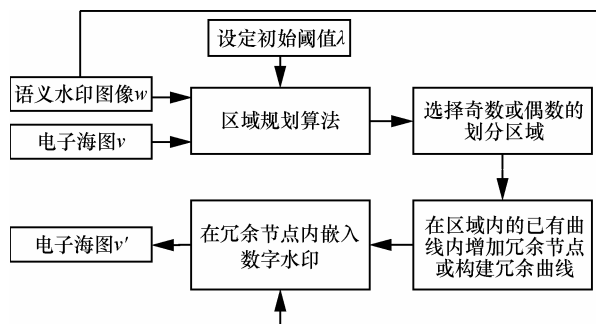 设定初始阈值λ
语义水印图像w
电子海图v
区域规划算法
选择奇数或偶数的
划分区域
在区域内的已有曲
线内增加冗余节点
或构建冗余曲线
在冗余节点内嵌入
数字水印
电子海图v′